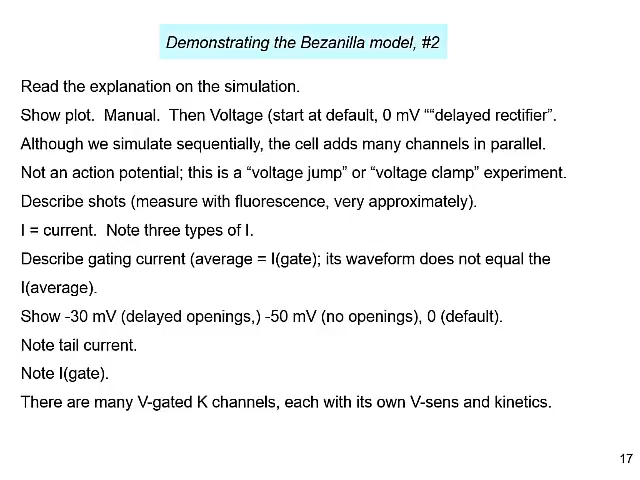 Demonstrating the Bezanilla model, #2
Read the explanation on the simulation.
Show plot. Manual. Then Voltage (start at default, 0 mV ““delayed rectifier”.
Although we simulate sequentially, the cell adds many channels in parallel.
Not an action potential; this is a “voltage jump” or “voltage clamp” experiment.
Describe shots (measure with fluorescence, very approximately).
I = current. Note three types of I.
Describe gating current (average = I(gate); its waveform does not equal the
I(average).
Show -30 mV (delayed openings,) -50 mV (no openings), 0 (default).
Note tail current.
Note I(gate).
There are many V-gated K channels, each with its own V-sens and kinetics.
17